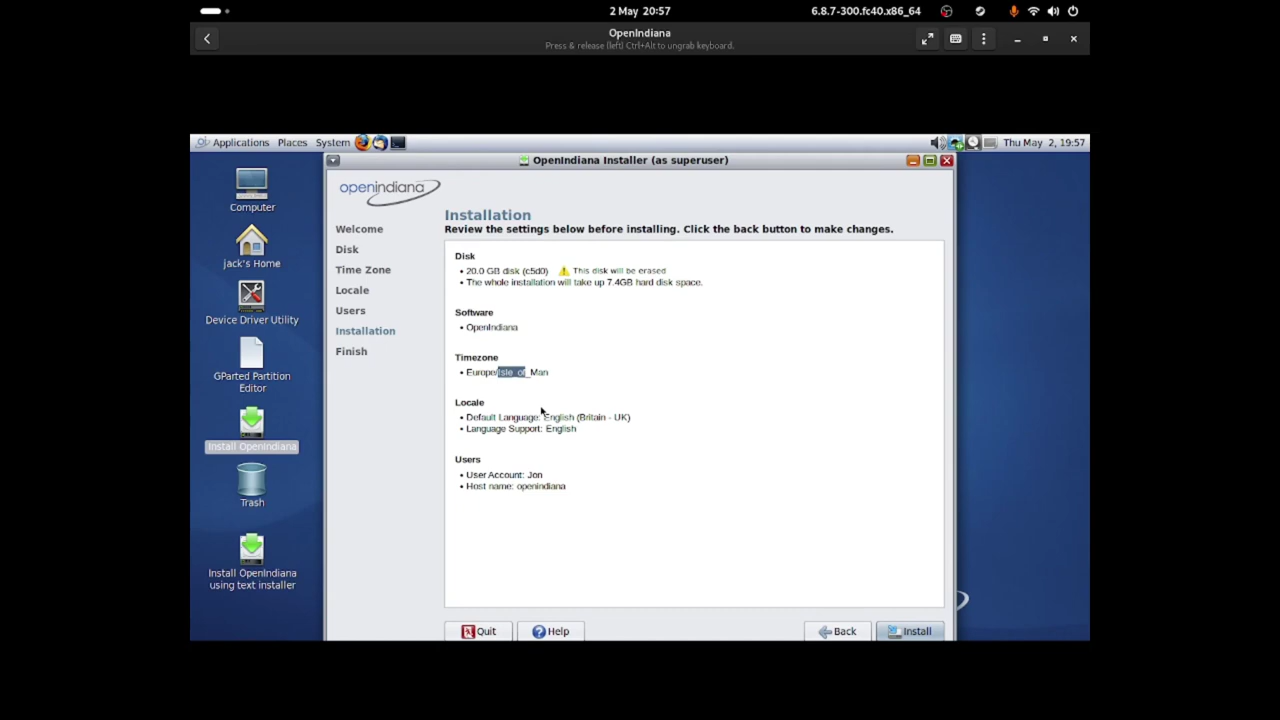 2 May 20:57
6.8.7-300.fc40.x86_64
OpenIndiana
Press & release (left) Ctrl+Alt to ungrab keyboard.
Applications Places System
Thu May 2, 19:57
OpenIndiana Installer (as superuser)
openindiana
Computer
jack's Home
Device Driver Utility
GParted Partition
Editor
Install OpenIndiana
Trash
Install OpenIndiana
using text installer
Welcome
Disk
Time Zone
Locale
Users
Installation
Finish
Installation
Review the settings below before installing. Click the back button to make changes.
Disk
• 20.0 GB disk (c5d0) This disk will be erased
• The whole installation will take up 7.4GB hard disk space.
Software
• OpenIndiana
Timezone
• Europe/Isle_of_Man
Locale
• Default Language: English (Britain - UK)
• Language Support: English
Users
• User Account: Jon
• Host name: openindiana
Quit
Help
Back
Install